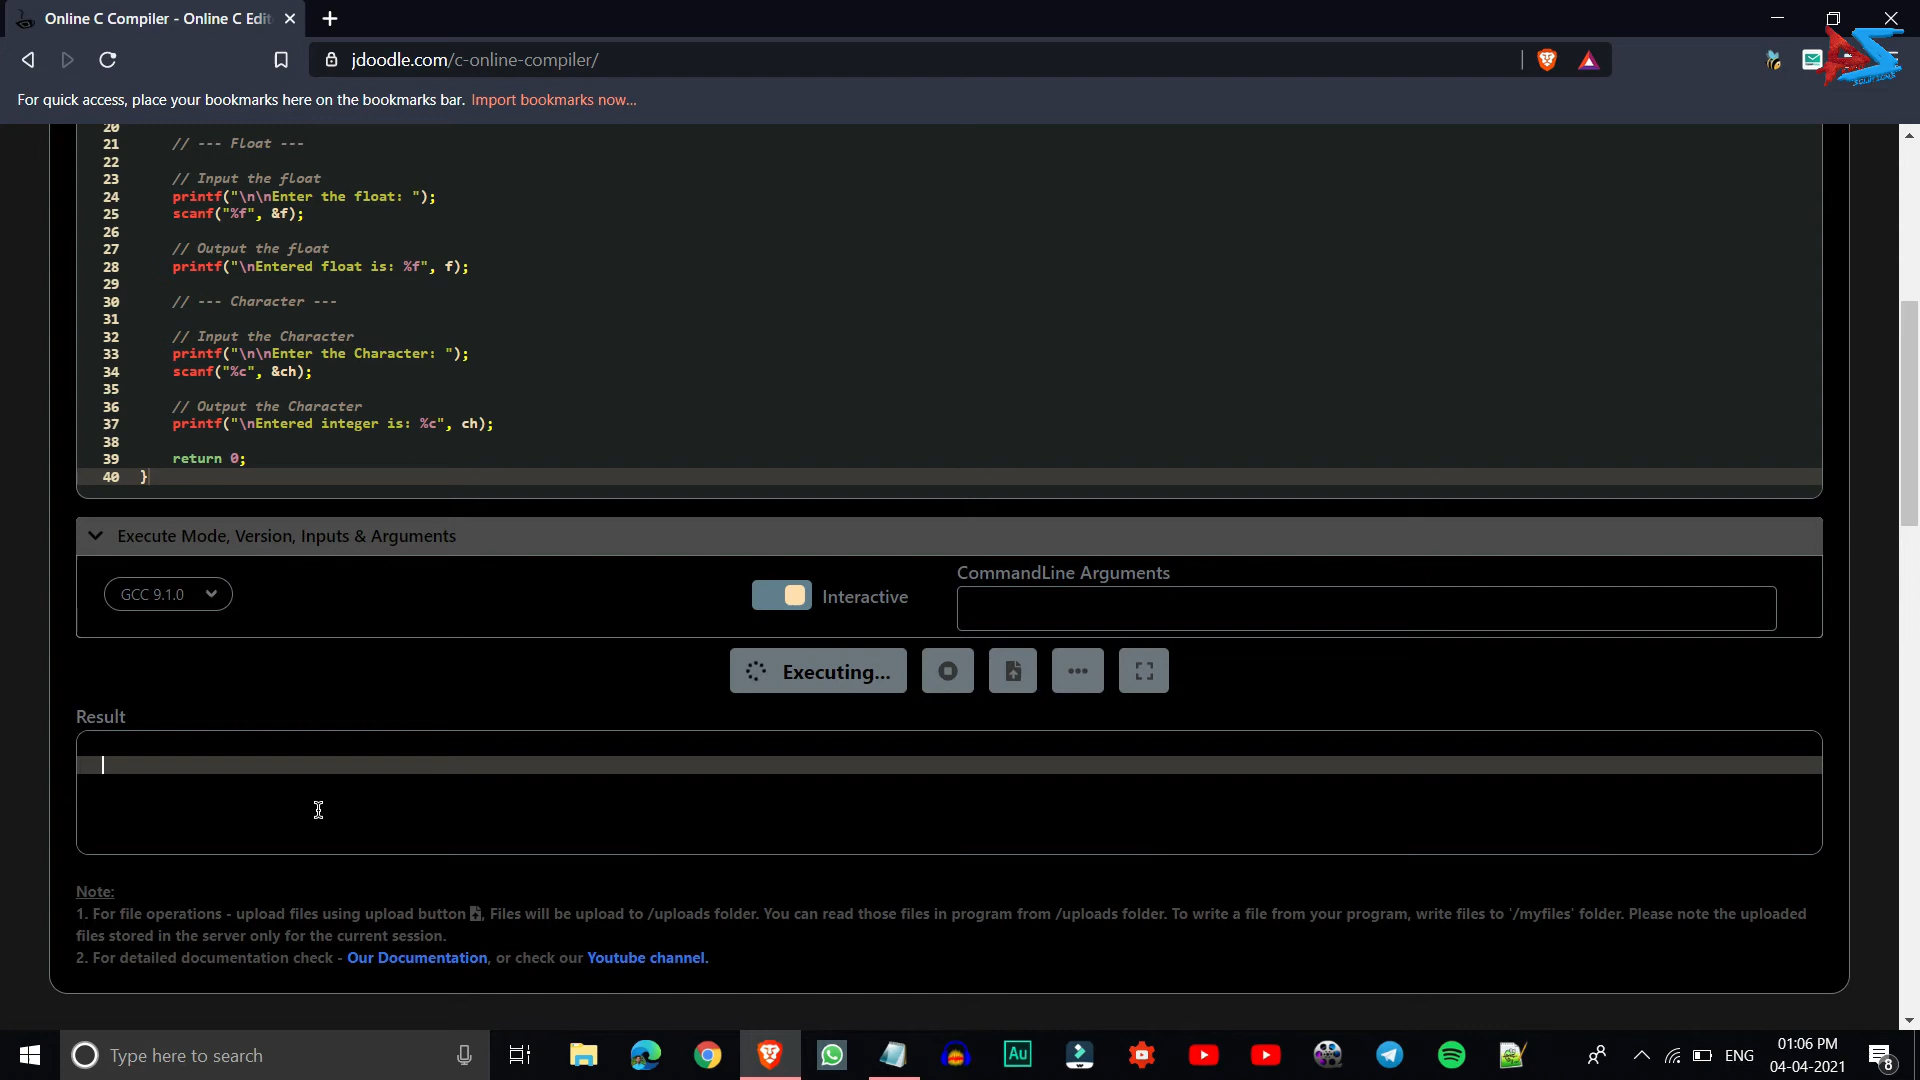 Online C Compiler - Online C Edit
jdoodle.com/c-online-compiler/
For quick access, place your bookmarks here on the bookmarks bar. Import bookmarks now...
20
21 // --- Float ---
22
23 // Input the float
24 printf("\n\nEnter the float: ");
25 scanf("%f", &f);
26
27 // Output the float
28 printf("\nEntered float is: %f", f);
29
30 // --- Character ---
31
32 // Input the Character
33 printf("\n\nEnter the Character: ");
34 scanf("%c", &ch);
35
36 // Output the Character
37 printf("\nEntered integer is: %c", ch);
38
39 return 0;
40 }
Execute Mode, Version, Inputs & Arguments
GCC 9.1.0
Interactive
CommandLine Arguments
Executing...
Result
Note:
1. For file operations - upload files using upload button , Files will be upload to /uploads folder. You can read those files in program from /uploads folder. To write a file from your program, write files to '/myfiles' folder. Please note the uploaded
files stored in the server only for the current session.
2. For detailed documentation check - Our Documentation, or check our Youtube channel.
Type here to search
Au
ENG
01:06 PM
04-04-2021
8